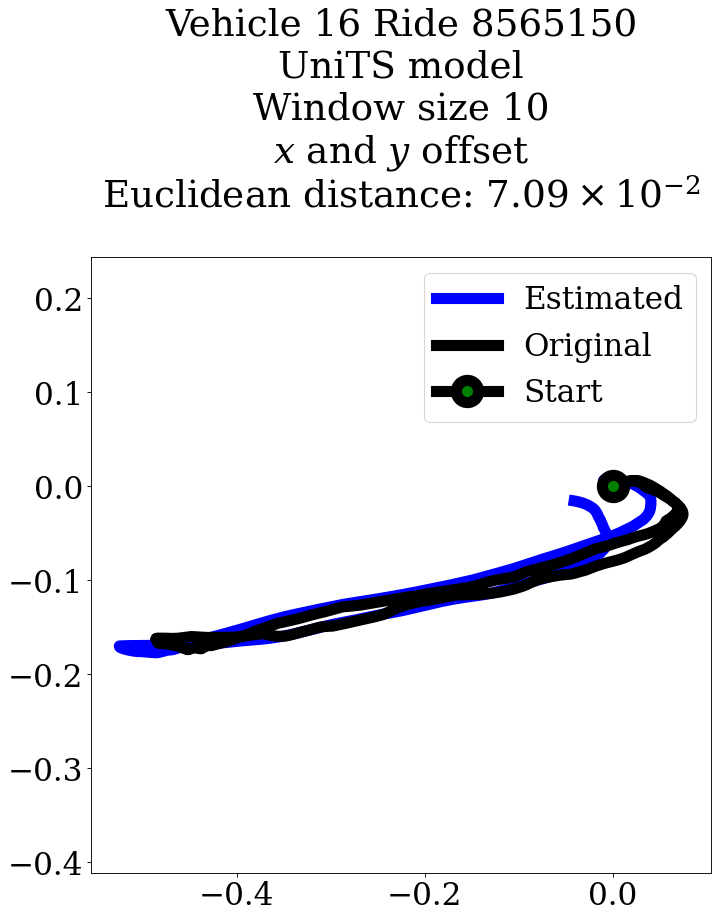 Vehicle 16 Ride 8565150
UniTS model
Window size 10
x and y offset
Euclidean distance: 7.09 × 10⁻²
Estimated
Original
Start
0.2
0.1
0.0
−0.1
−0.2
−0.3
−0.4
−0.4
−0.2
0.0